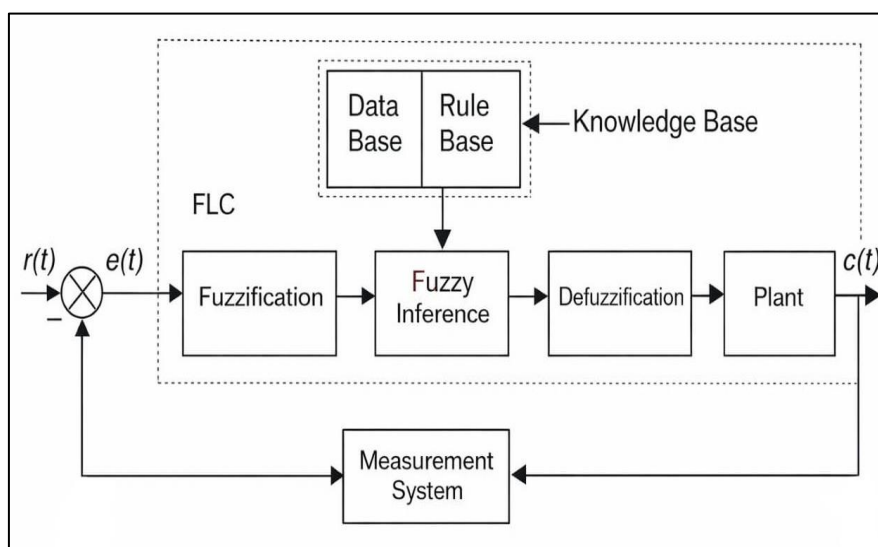 Data
Base
Rule
Base
Knowledge Base
FLC
r(t)
e(t)
c(t)
Fuzzification
Fuzzy
Inference
Defuzzification
Plant
–
Measurement
System